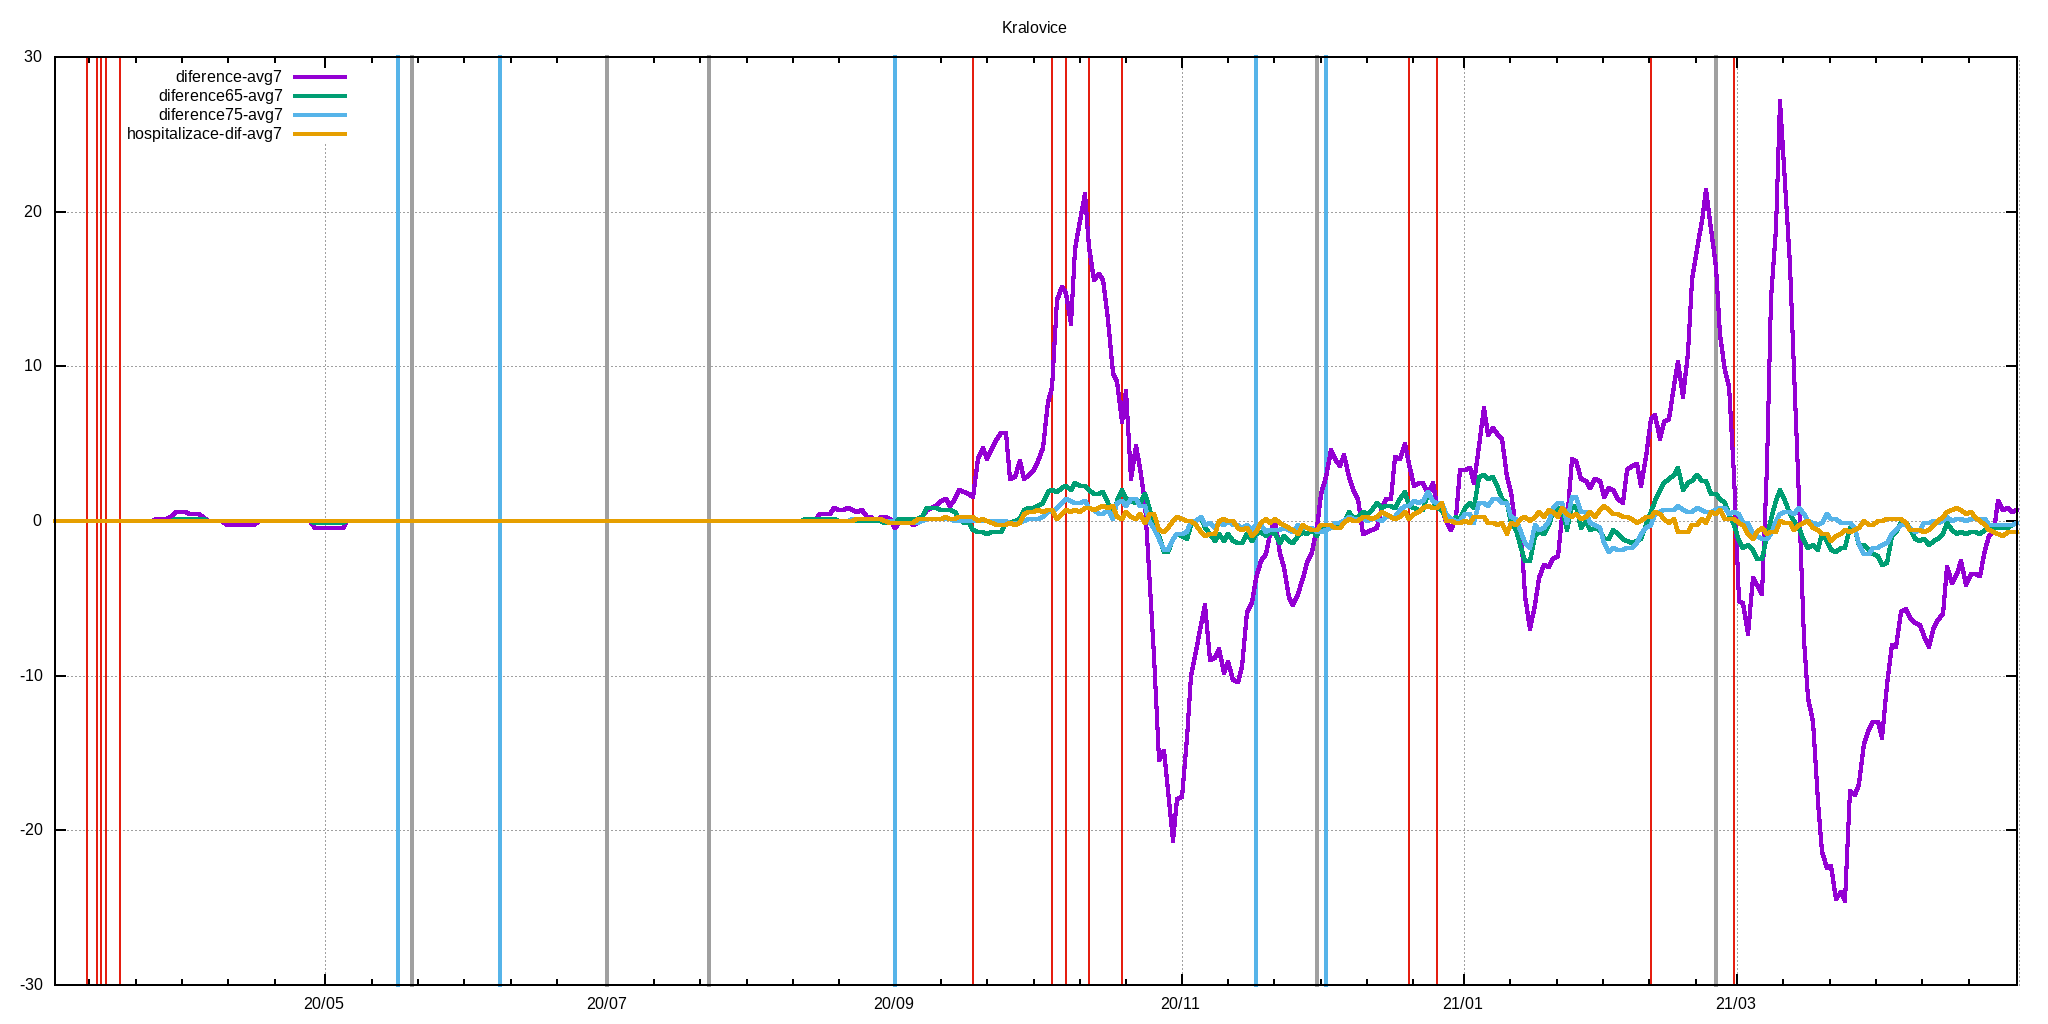 Kralovice
30
diference-avg7
diference65-avg7
diference75-avg7
hospitalizace-dif-avg7
20
10
0
-10
-20
-30
20/05 20/07 20/09 20/11 21/01 21/03